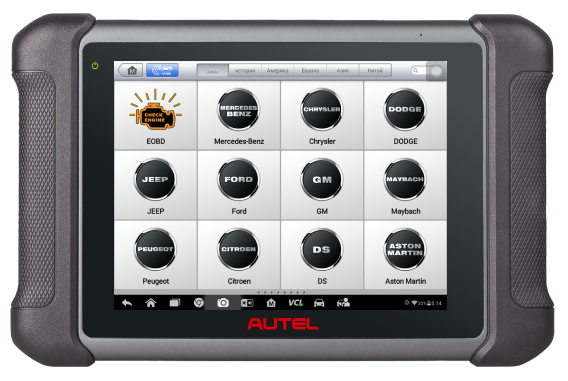 VIN
история
Америка
Европа
Азия
Китай
CHECK
ENGINE
EOBD
MERCEDES
BENZ
Mercedes-Benz
CHRYSLER
Chrysler
DODGE
DODGE
JEEP
JEEP
FORD
Ford
GM
GM
MAYBACH
Maybach
PEUGEOT
Peugeot
CITROEN
Citroen
DS
DS
ASTON
MARTIN
Aston Martin
M
VCI
AUTEL